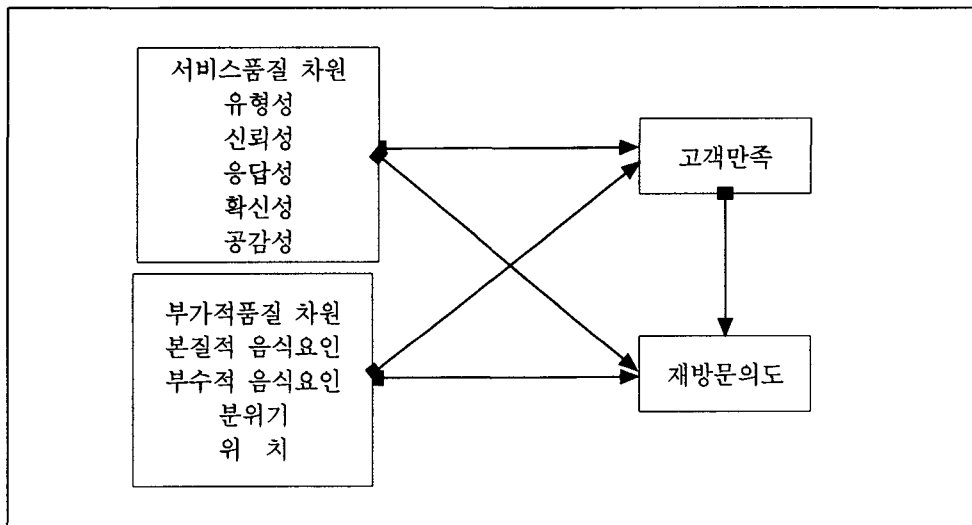 서비스품질 차원
유형성
신뢰성
응답성
확신성
공감성
부가적품질 차원
본질적 음식요인
부수적 음식요인
분위기
위 치
고객만족
재방문의도